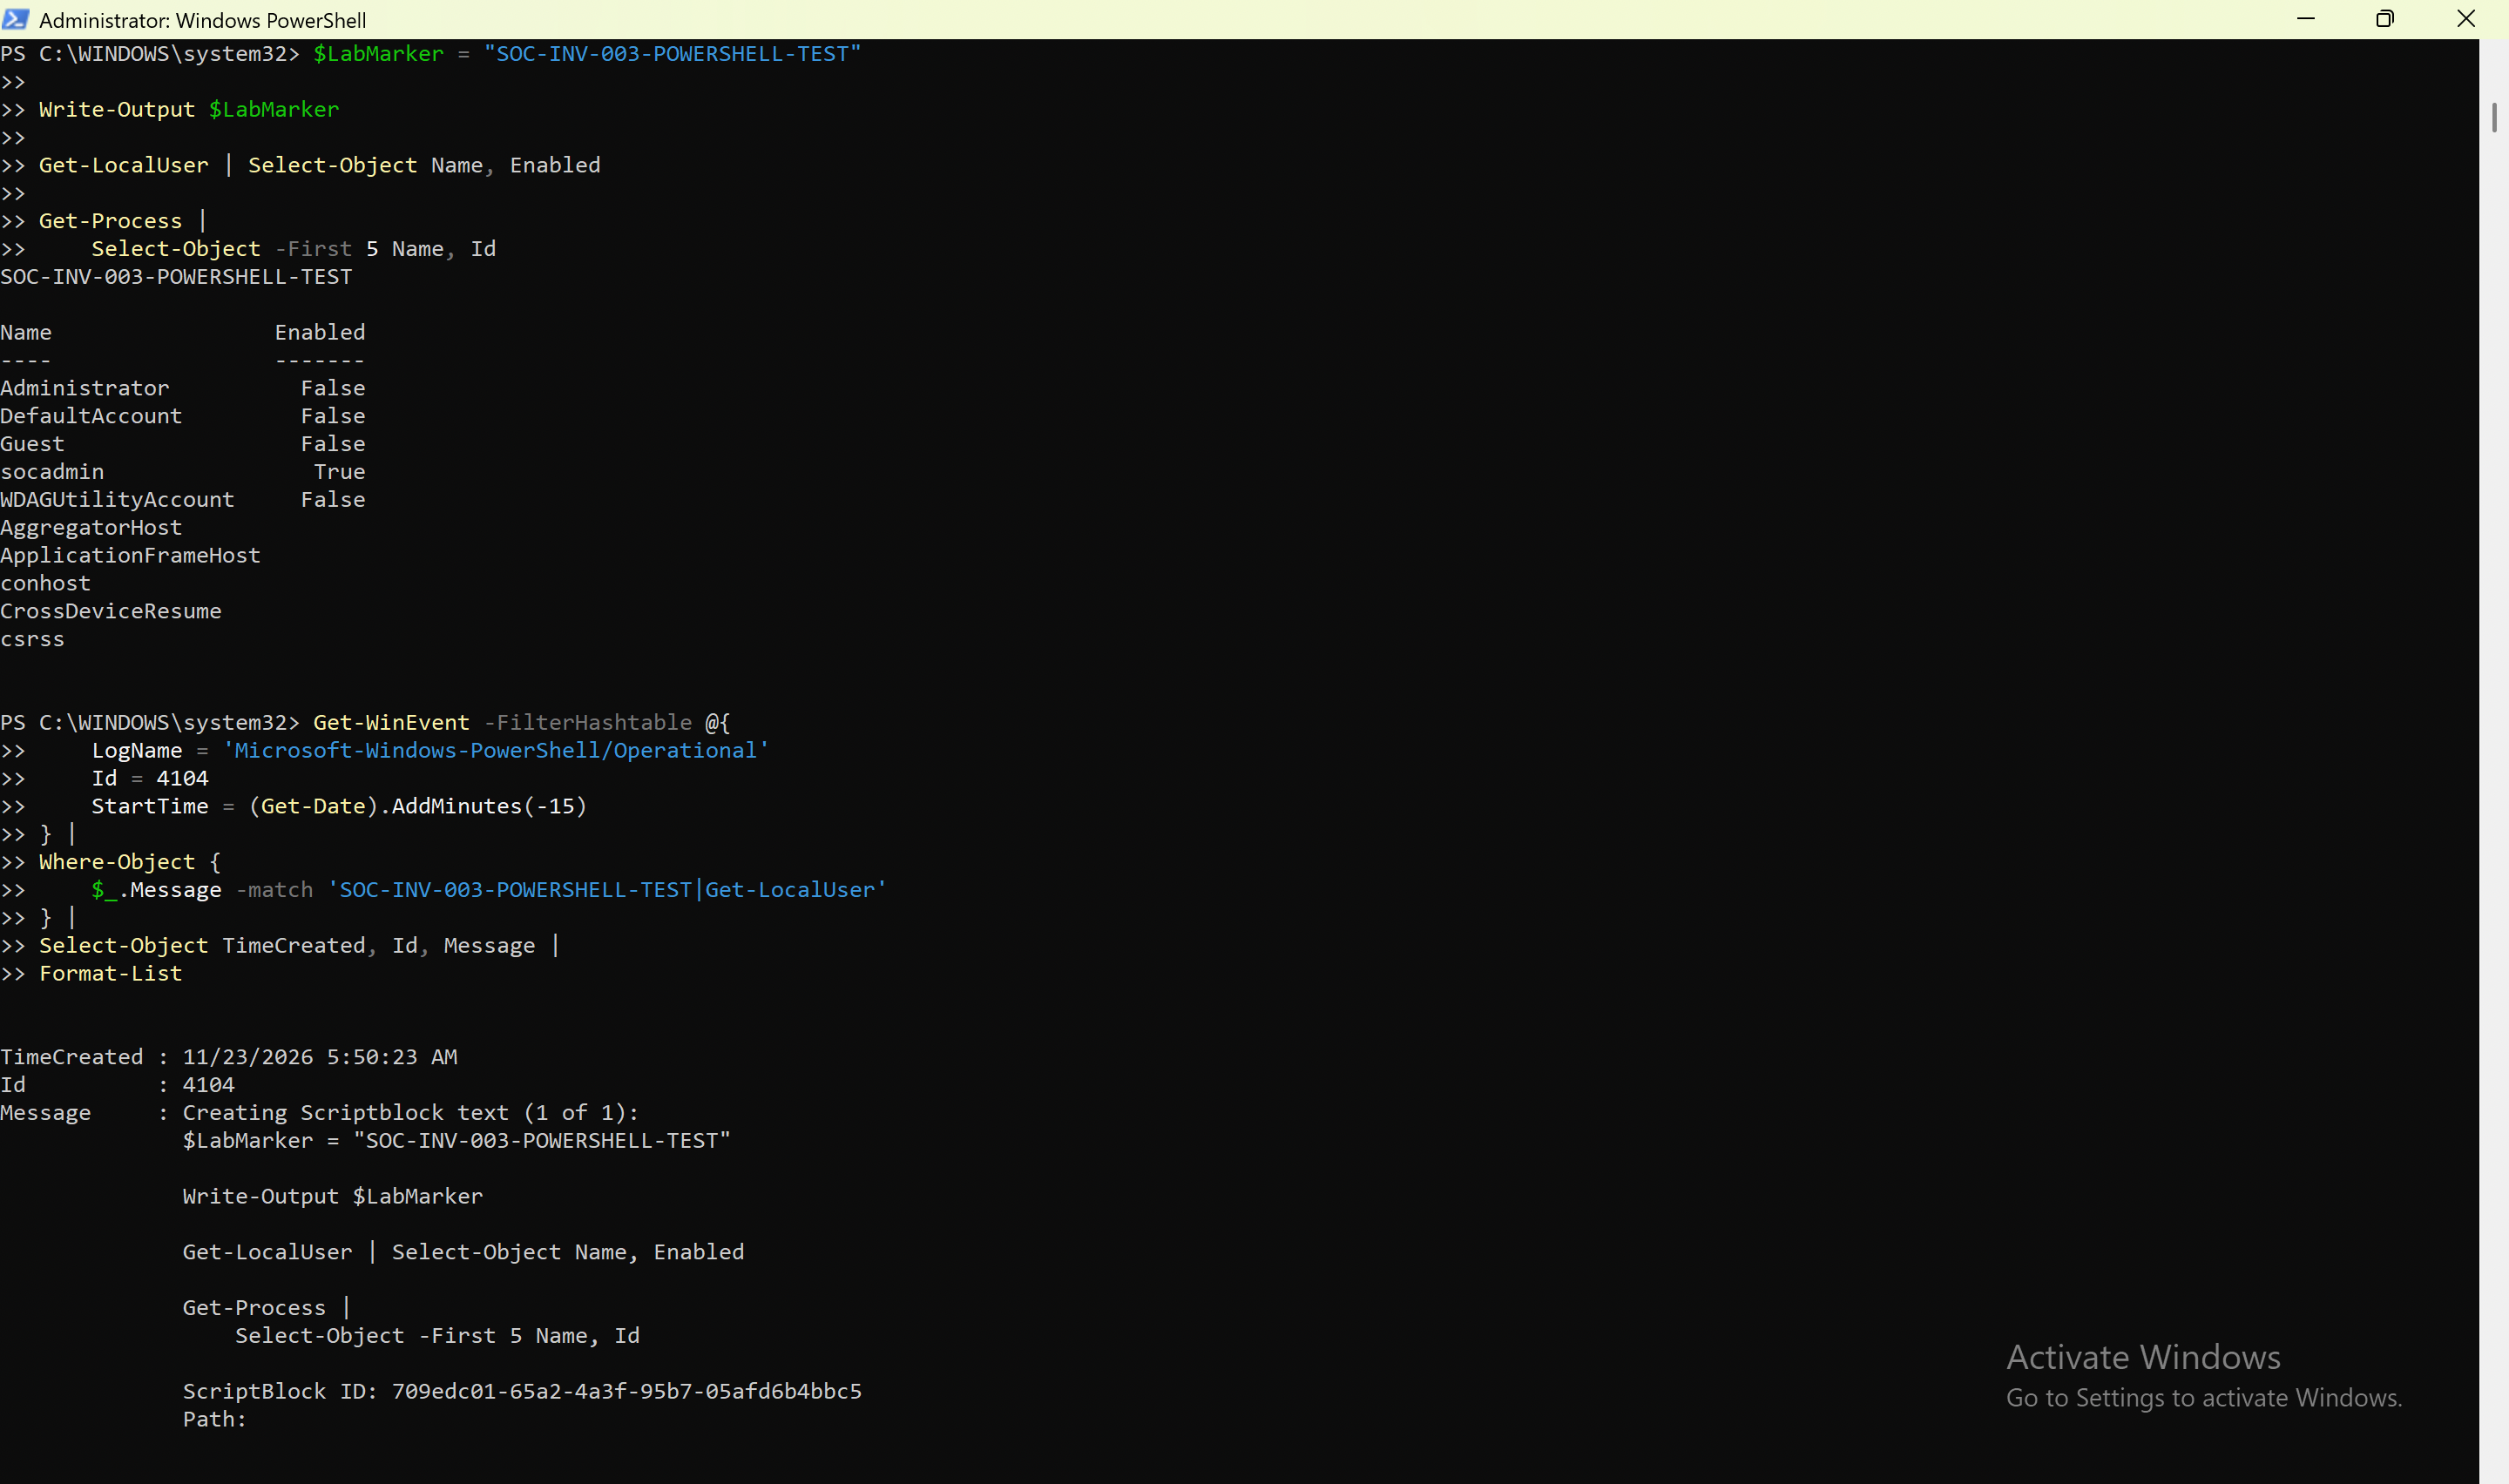 Administrator: Windows PowerShell
PS C:\WINDOWS\system32> $LabMarker = "SOC-INV-003-POWERSHELL-TEST"
>>
>> Write-Output $LabMarker
>>
>> Get-LocalUser | Select-Object Name, Enabled
>>
>> Get-Process |
>>     Select-Object -First 5 Name, Id
SOC-INV-003-POWERSHELL-TEST

Name                 Enabled
----                 -------
Administrator          False
DefaultAccount         False
Guest                  False
socadmin                True
WDAGUtilityAccount     False
AggregatorHost
ApplicationFrameHost
conhost
CrossDeviceResume
csrss

PS C:\WINDOWS\system32> Get-WinEvent -FilterHashtable @{
>>     LogName = 'Microsoft-Windows-PowerShell/Operational'
>>     Id = 4104
>>     StartTime = (Get-Date).AddMinutes(-15)
>> } |
>> Where-Object {
>>     $_.Message -match 'SOC-INV-003-POWERSHELL-TEST|Get-LocalUser'
>> } |
>> Select-Object TimeCreated, Id, Message |
>> Format-List

TimeCreated : 11/23/2026 5:50:23 AM
Id          : 4104
Message     : Creating Scriptblock text (1 of 1):
              $LabMarker = "SOC-INV-003-POWERSHELL-TEST"

              Write-Output $LabMarker

              Get-LocalUser | Select-Object Name, Enabled

              Get-Process |
                  Select-Object -First 5 Name, Id

              ScriptBlock ID: 709edc01-65a2-4a3f-95b7-05afd6b4bbc5
              Path:
Activate Windows
Go to Settings to activate Windows.